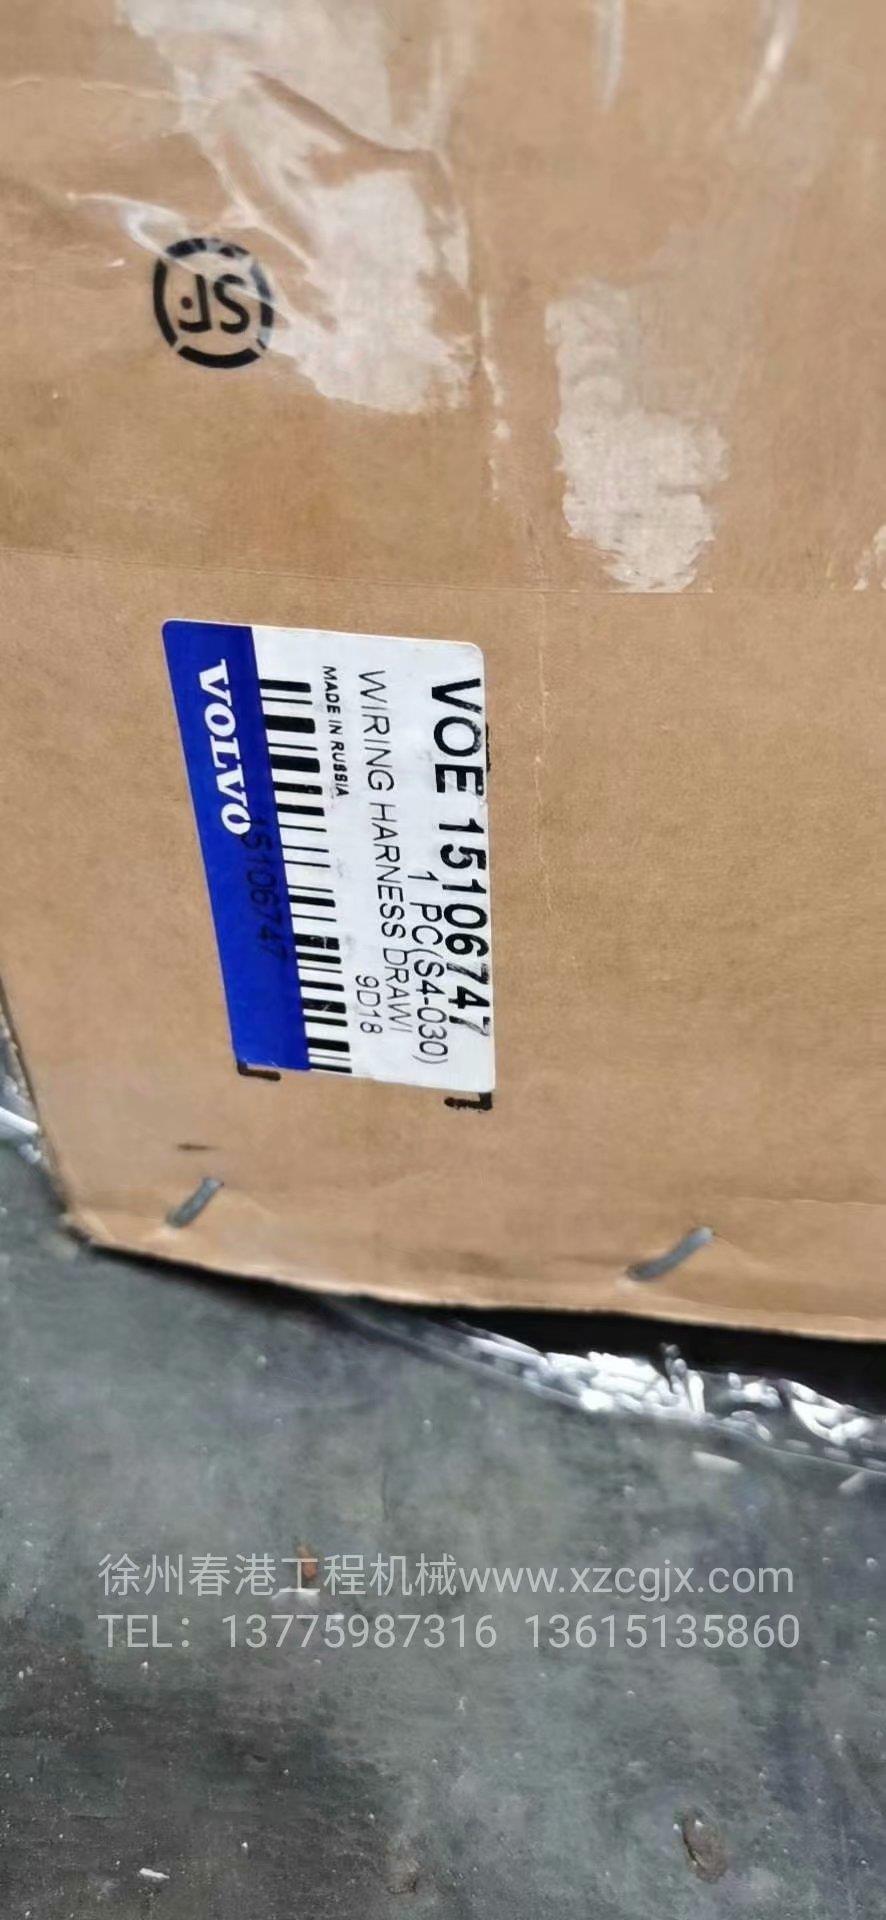 SF
VOE 15106747
1 PC(S4-030)
WIRING HARNESS DRAWI
9D18
MADE IN RUSSIA
15106747
VOLVO
徐州春港工程机械www.xzcgjx.com
TEL：13775987316 13615135860